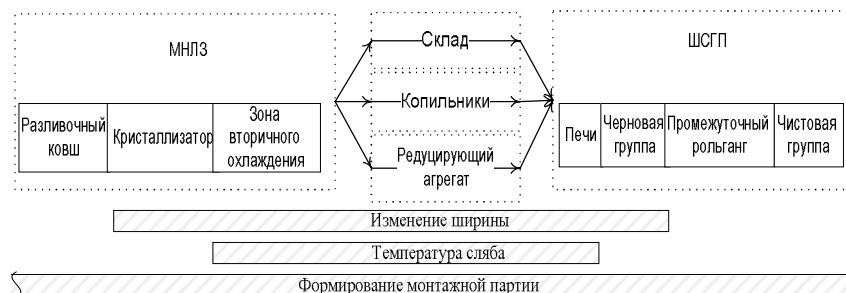 МНЛЗ
Разливочный
ковш
Кристаллизатор
Зона
вторичного
охлаждения
Склад
Копильники
Редуцирующий
агрегат
ШСГП
Печи
Черновая
группа
Промежуточный
рольганг
Чистовая
группа
Изменение ширины
Температура сляба
Формирование монтажной партии